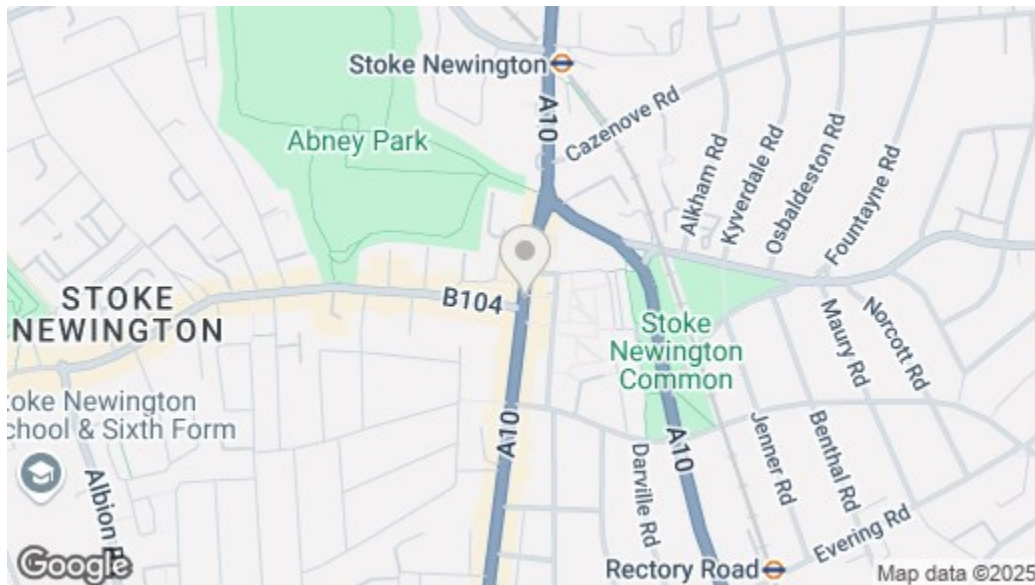 Stoke Newington
A10
Cazenove Rd
Abney Park
Alkham Rd
Kyverdale Rd
Osbaldeston Rd
Fountayne Rd
STOKE
NEWINGTON
B104
Stoke
Newington
Common
Maury Rd
Norcott Rd
toke Newington
chool & Sixth Form
A10
A10
Albion R
Darville Rd
Jenner Rd
Benthal Rd
Evering Rd
Rectory Road
Google
Map data ©2025